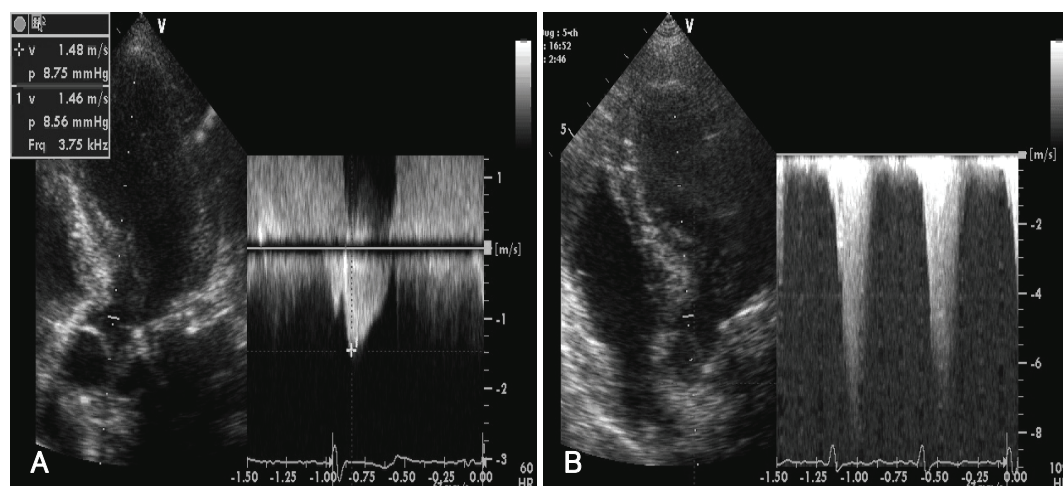 V
v 1.48 m/s
p 8.75 mmHg
1 v 1.46 m/s
p 8.56 mmHg
Frq 3.75 kHz
1
[m/s]
-1
-2
-3
-1.50 -1.25 -1.00 -0.75 -0.50 -0.25 0.00
60
HR
A
V
: 5-ch
: 16:52
: 2:46
5
[m/s]
-2
-4
-6
-8
-1.50 -1.25 -1.00 -0.75 -0.50 -0.25 0.00
B